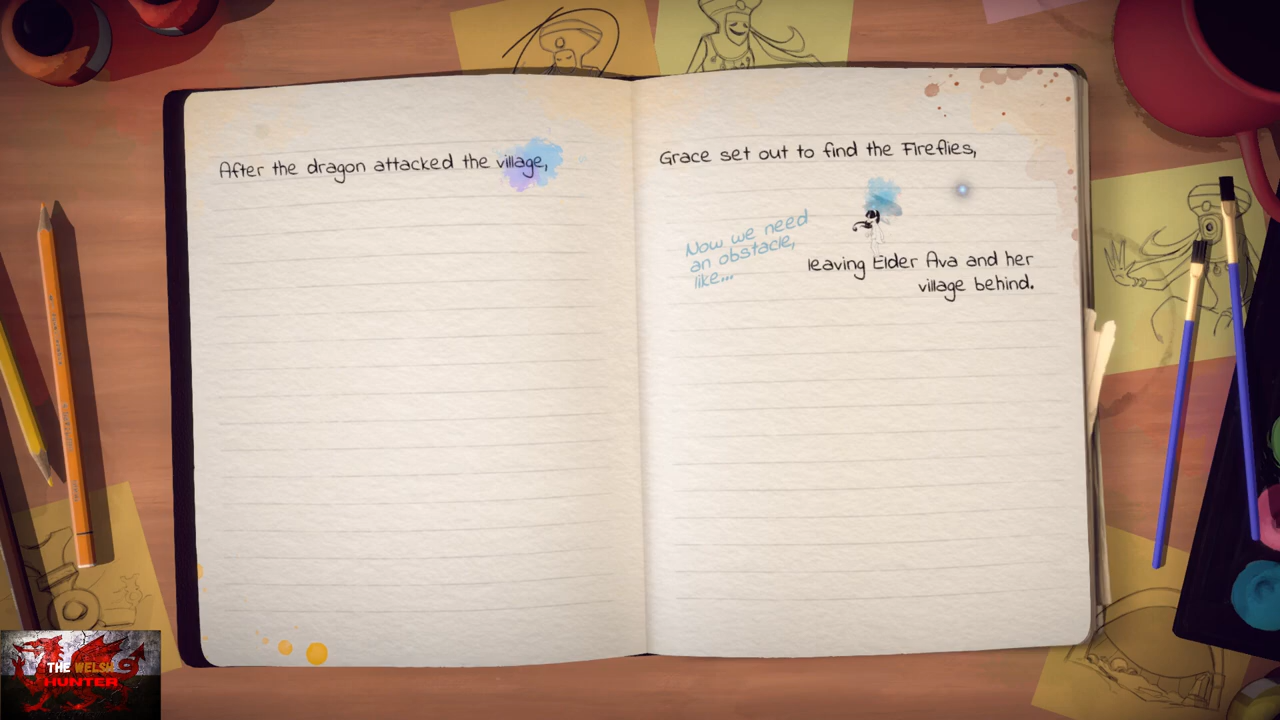 After the dragon attacked the village,
Grace set out to find the Fireflies,
Now we need
an obstacle,
like...
leaving Elder Ava and her
village behind.
THE WELSH
HUNTER